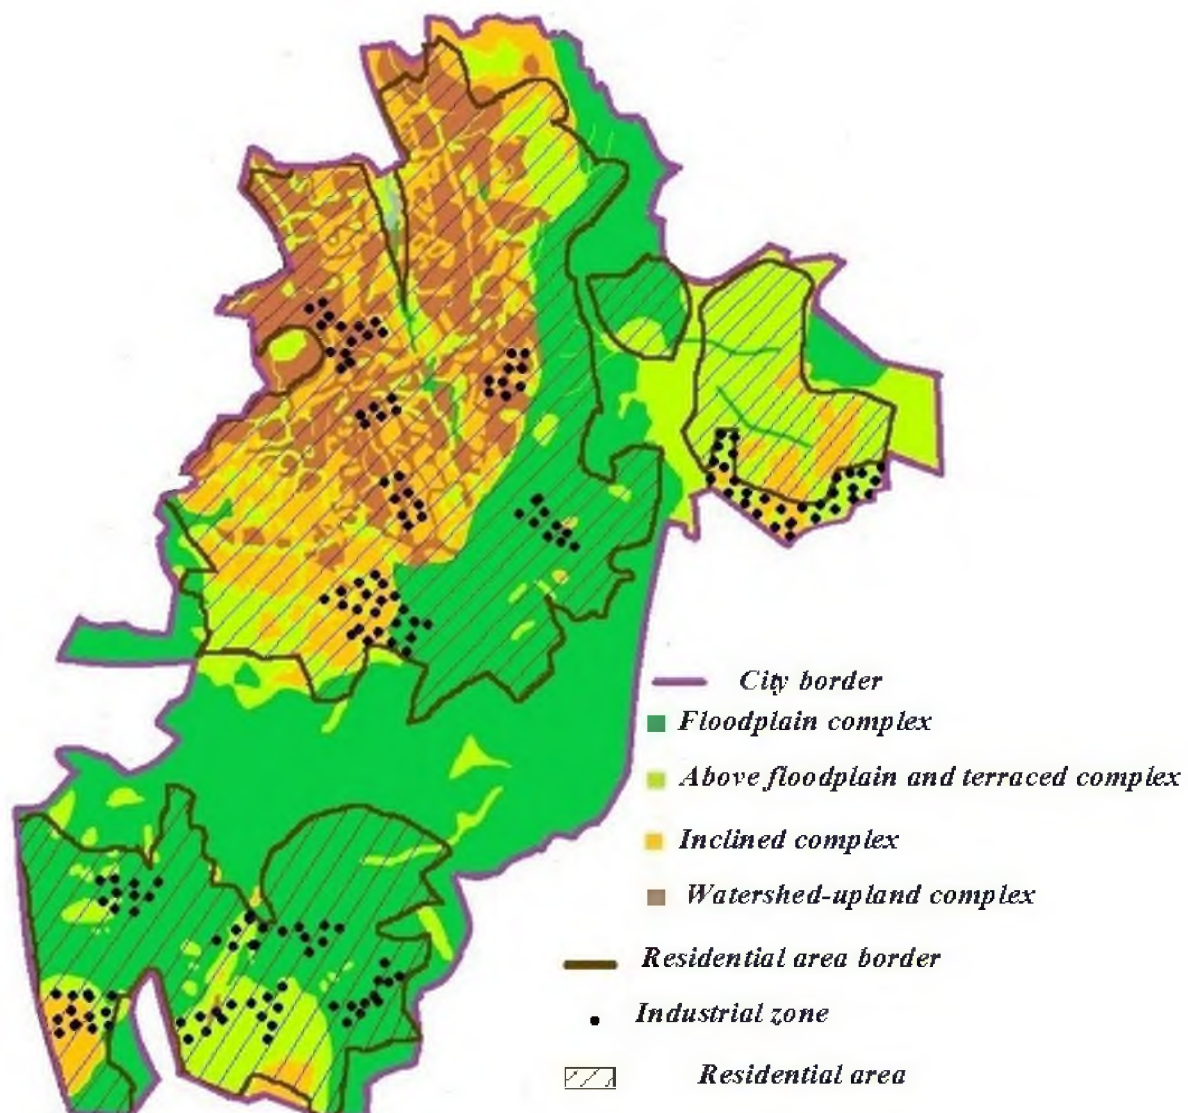 City border
Floodplain complex
Above floodplain and terraced complex
Inclined complex
Watershed-upland complex
Residential area border
Industrial zone
Residential area